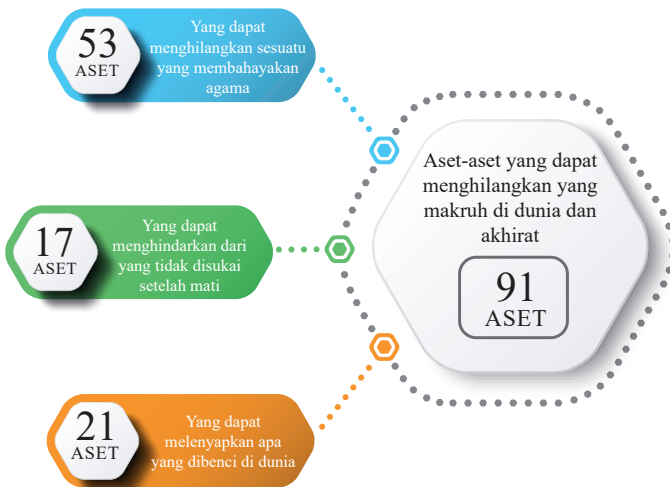 53
ASET
Yang dapat
menghilangkan sesuatu
yang membahayakan
agama
17
ASET
Yang dapat
menghindarkan dari
yang tidak disukai
setelah mati
21
ASET
Yang dapat
melenyapkan apa
yang dibenci di dunia
Aset-aset yang dapat
menghilangkan yang
makruh di dunia dan
akhirat
91
ASET